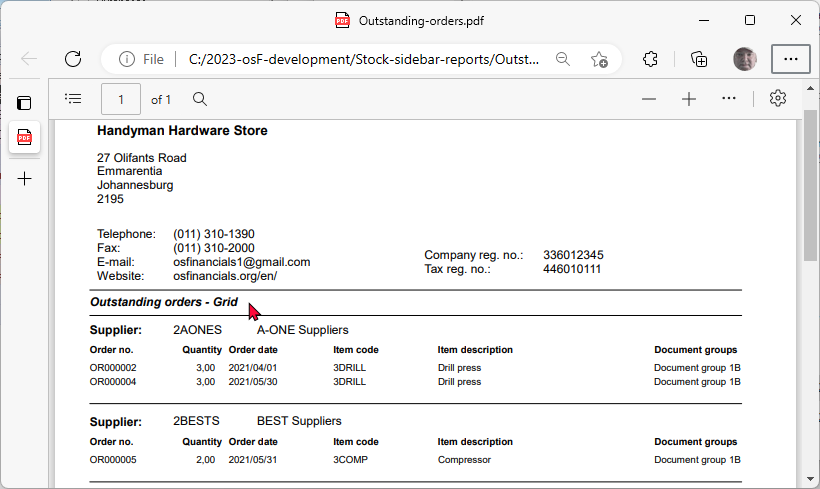 Outstanding-orders.pdf
File C:/2023-osF-development/Stock-sidebar-reports/Outst...
1 of 1
Handyman Hardware Store
27 Olifants Road
Emmarentia
Johannesburg
2195
Telephone: (011) 310-1390
Fax: (011) 310-2000
E-mail: osfinancials1@gmail.com
Website: osfinancials.org/en/
Company reg. no.: 336012345
Tax reg. no.: 446010111
Outstanding orders - Grid
Supplier: 2AONES A-ONE Suppliers
Order no. Quantity Order date Item code Item description Document groups
OR000002 3,00 2021/04/01 3DRILL Drill press Document group 1B
OR000004 3,00 2021/05/30 3DRILL Drill press Document group 1B
Supplier: 2BESTS BEST Suppliers
Order no. Quantity Order date Item code Item description Document groups
OR000005 2,00 2021/05/31 3COMP Compressor Document group 1B